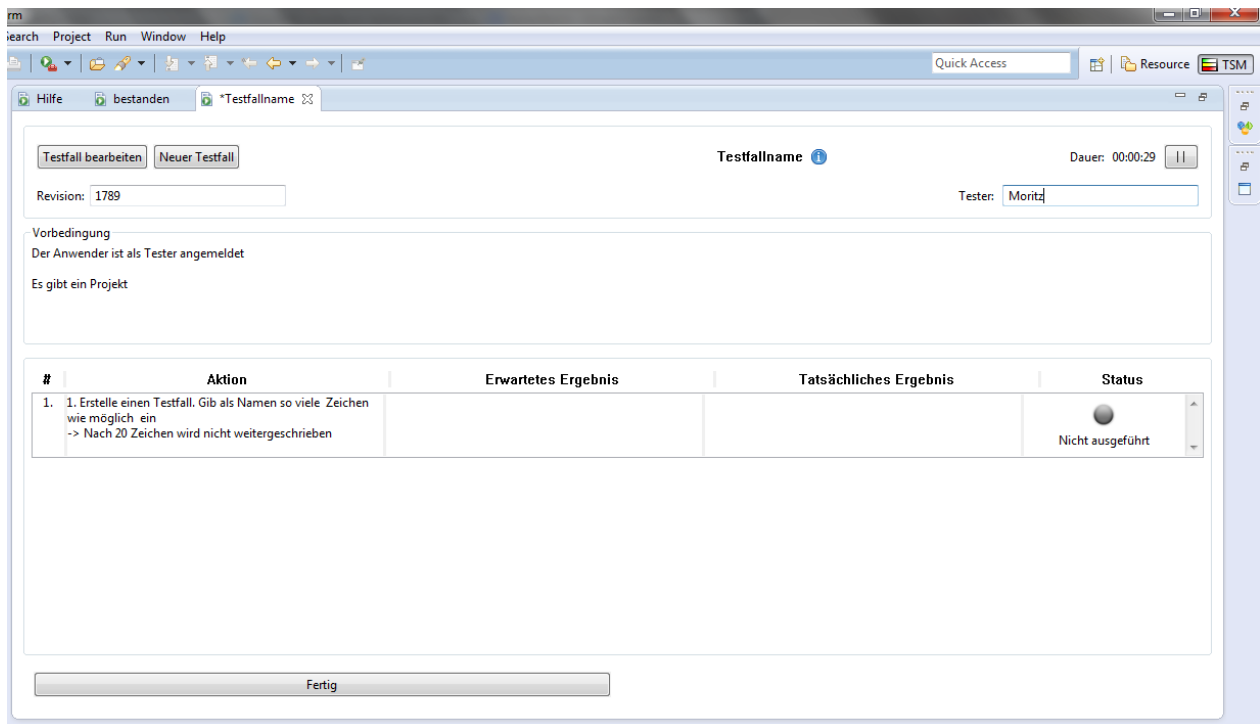 rm
Search Project Run Window Help
Quick Access
Resource
TSM
Hilfe
bestanden
*Testfallname
Testfall bearbeiten
Neuer Testfall
Testfallname
Dauer: 00:00:29
Revision: 1789
Tester: Moritz
Vorbedingung
Der Anwender ist als Tester angemeldet
Es gibt ein Projekt
# Aktion Erwartetes Ergebnis Tatsächliches Ergebnis Status
1. 1. Erstelle einen Testfall. Gib als Namen so viele Zeichen
wie möglich ein
-> Nach 20 Zeichen wird nicht weitergeschrieben
Nicht ausgeführt
Fertig